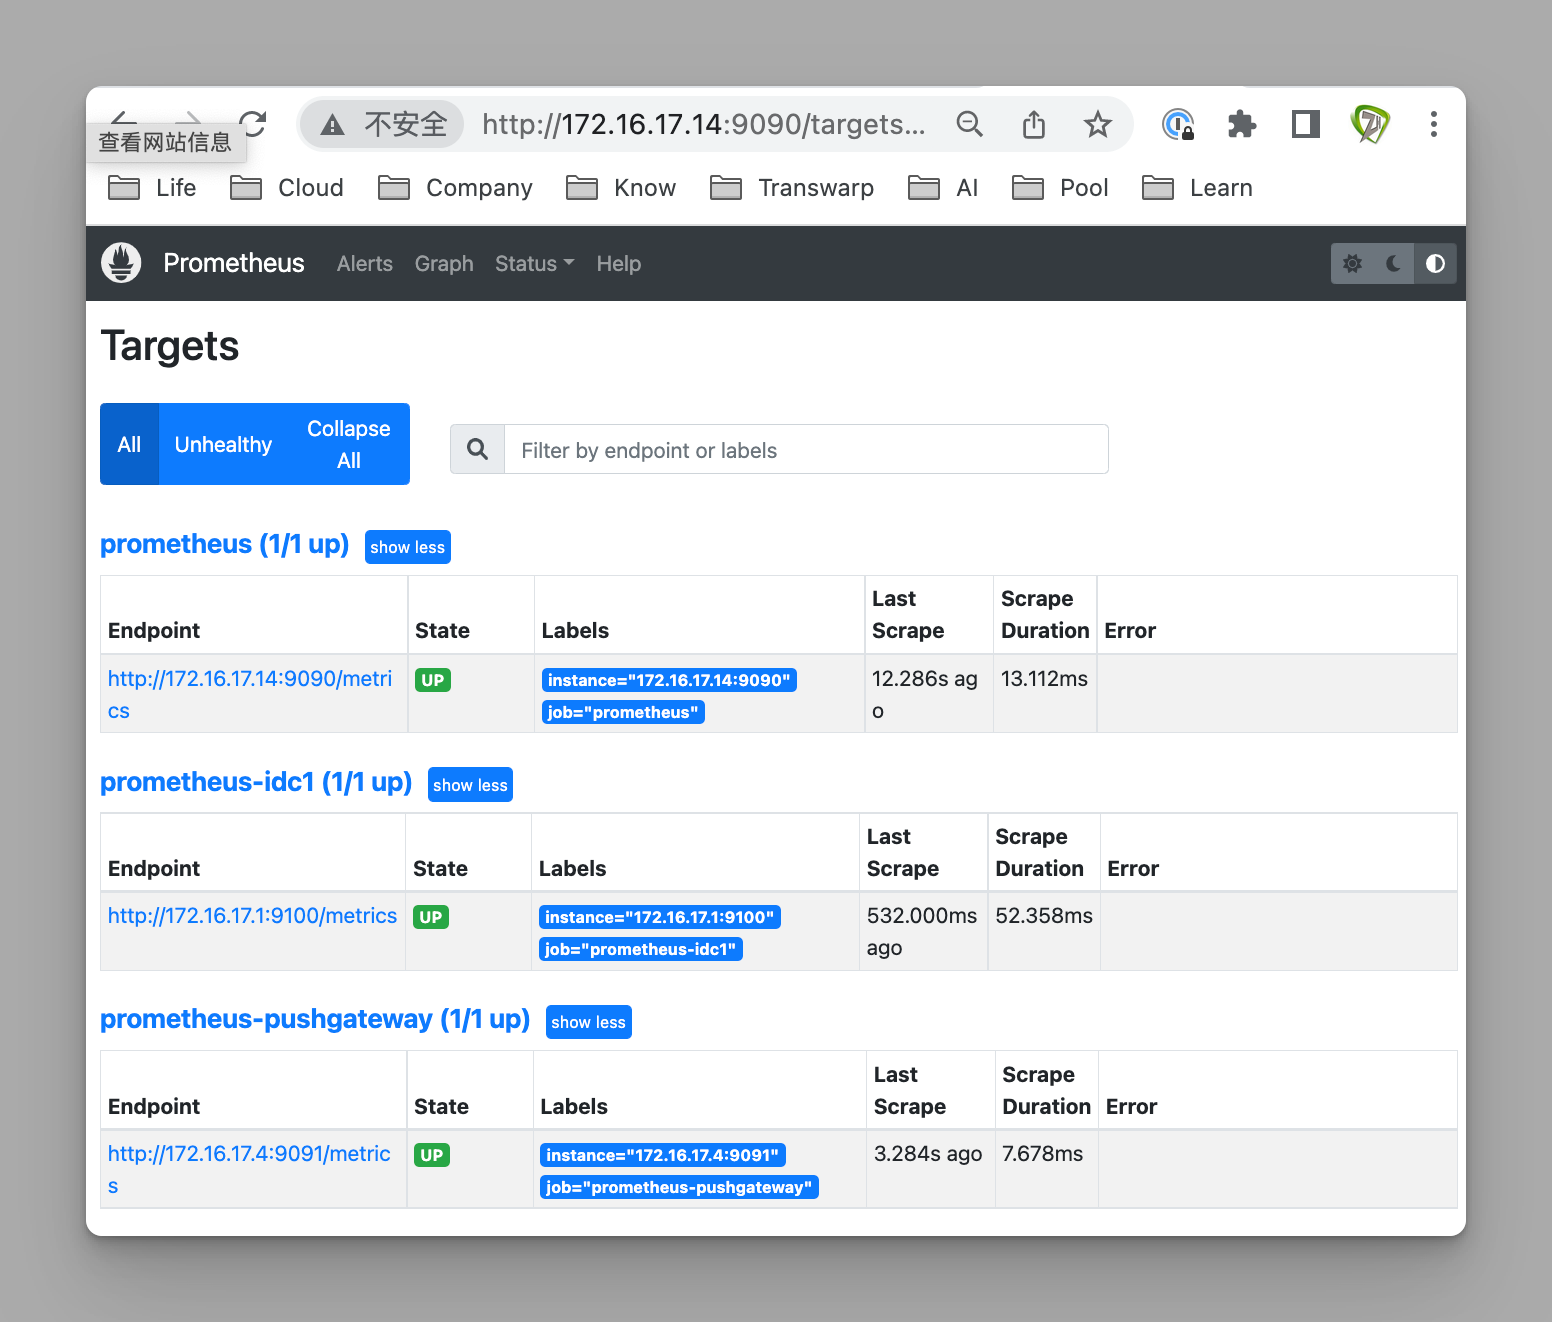 不安全 http://172.16.17.14:9090/targets...
查看网站信息
Life Cloud Company Know Transwarp AI Pool Learn
Prometheus Alerts Graph Status Help
Targets
All Unhealthy Collapse All
Filter by endpoint or labels
prometheus (1/1 up) show less
Endpoint State Labels Last Scrape Scrape Duration Error
http://172.16.17.14:9090/metrics UP instance="172.16.17.14:9090" job="prometheus" 12.286s ago 13.112ms
prometheus-idc1 (1/1 up) show less
Endpoint State Labels Last Scrape Scrape Duration Error
http://172.16.17.1:9100/metrics UP instance="172.16.17.1:9100" job="prometheus-idc1" 532.000ms ago 52.358ms
prometheus-pushgateway (1/1 up) show less
Endpoint State Labels Last Scrape Scrape Duration Error
http://172.16.17.4:9091/metrics UP instance="172.16.17.4:9091" job="prometheus-pushgateway" 3.284s ago 7.678ms